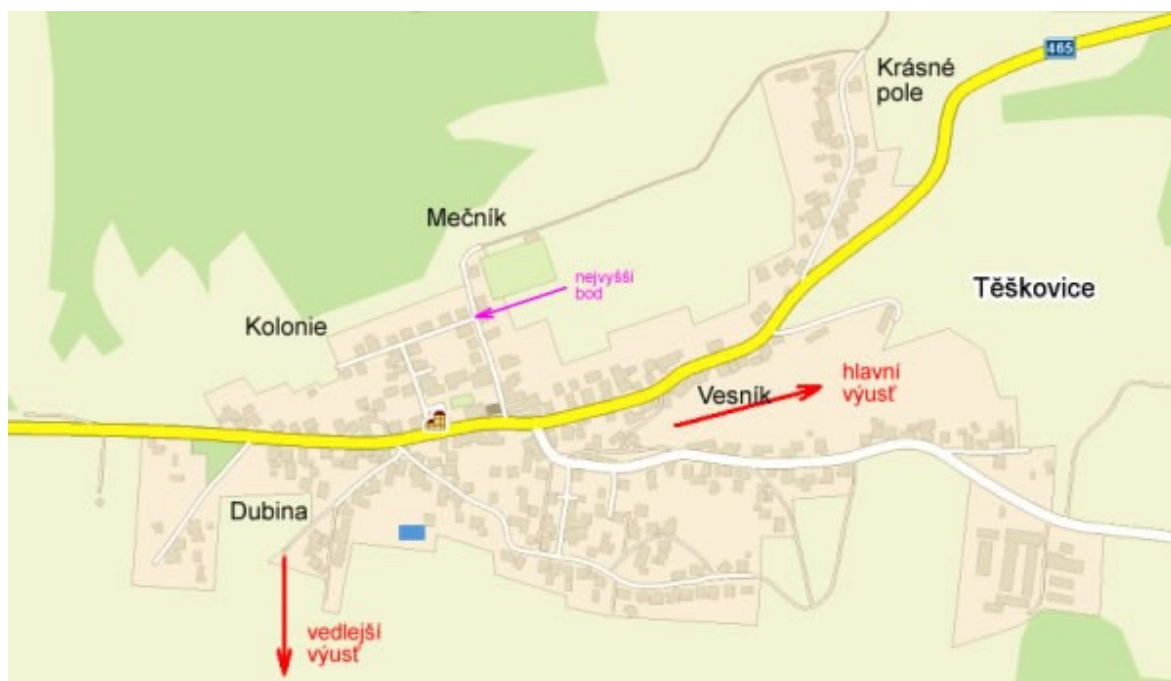 465
Krásné
pole
Mečník
nejvyšší
bod
Těškovice
Kolonie
hlavní
výusť
Vesník
Dubina
vedlejší
výusť